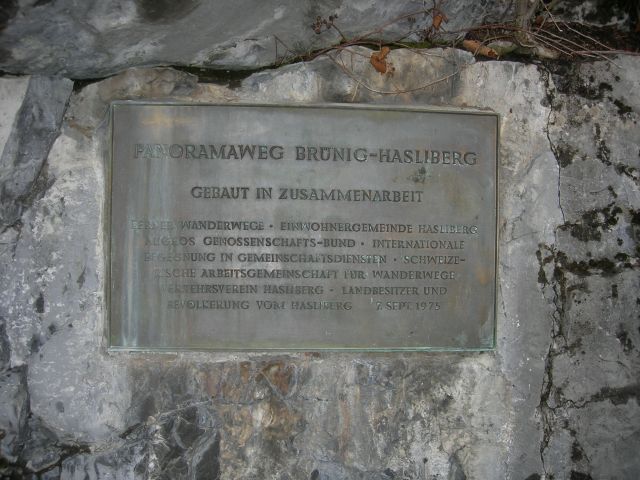 PANORAMAWEG BRÜNIG-HASLIBERG
GEBAUT IN ZUSAMMENARBEIT
BERNER WANDERWEGE · EINWOHNERGEMEINDE HASLIBERG
MIGROS GENOSSENSCHAFTS-BUND · INTERNATIONALE
BEGEGNUNG IN GEMEINSCHAFTSDIENSTEN · SCHWEIZE-
RISCHE ARBEITSGEMEINSCHAFT FÜR WANDERWEGE
VERKEHRSVEREIN HASLIBERG · LANDBESITZER UND
BEVÖLKERUNG VOM HASLIBERG 7. SEPT. 1975